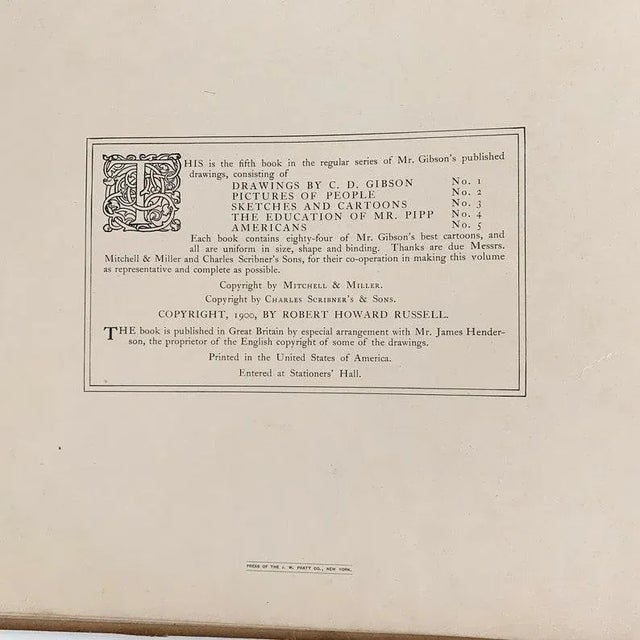 THIS is the fifth book in the regular series of Mr. Gibson's published
drawings, consisting of
DRAWINGS BY C. D. GIBSON No. 1
PICTURES OF PEOPLE No. 2
SKETCHES AND CARTOONS No. 3
THE EDUCATION OF MR. PIPP No. 4
AMERICANS No. 5
Each book contains eighty-four of Mr. Gibson's best cartoons, and
all are uniform in size, shape and binding. Thanks are due Messrs.
Mitchell & Miller and Charles Scribner's Sons, for their co-operation in making this volume
as representative and complete as possible.
Copyright by MITCHELL & MILLER.
Copyright by CHARLES SCRIBNER'S & SONS.
COPYRIGHT, 1900, BY ROBERT HOWARD RUSSELL.
THE book is published in Great Britain by special arrangement with Mr. James Hender-
son, the proprietor of the English copyright of some of the drawings.
Printed in the United States of America.
Entered at Stationers' Hall.
PRESS OF THE J. W. PRATT CO., NEW YORK.